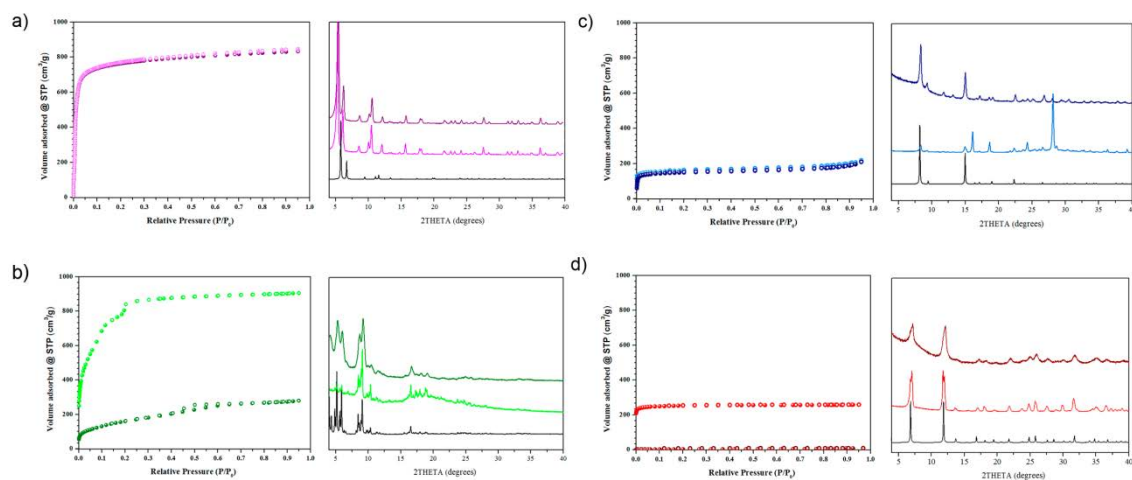 a)
1000
800
600
400
200
0
Volume adsorbed @ STP (cm³/g)
0.0 0.1 0.2 0.3 0.4 0.5 0.6 0.7 0.8 0.9 1.0
Relative Pressure (P/P₀)
5 10 15 20 25 30 35 40
2THETA (degrees)
c)
1000
800
600
400
200
0
Volume adsorbed @ STP (cm³/g)
0.0 0.1 0.2 0.3 0.4 0.5 0.6 0.7 0.8 0.9 1.0
Relative Pressure (P/P₀)
5 10 15 20 25 30 35 40
2THETA (degrees)
b)
1000
800
600
400
200
0
Volume adsorbed @ STP (cm³/g)
0.0 0.1 0.2 0.3 0.4 0.5 0.6 0.7 0.8 0.9 1.0
Relative Pressure (P/P₀)
5 10 15 20 25 30 35 40
2THETA (degrees)
d)
1000
800
600
400
200
0
Volume adsorbed @ STP (cm³/g)
0.0 0.1 0.2 0.3 0.4 0.5 0.6 0.7 0.8 0.9 1.0
Relative Pressure (P/P₀)
5 10 15 20 25 30 35 40
2THETA (degrees)